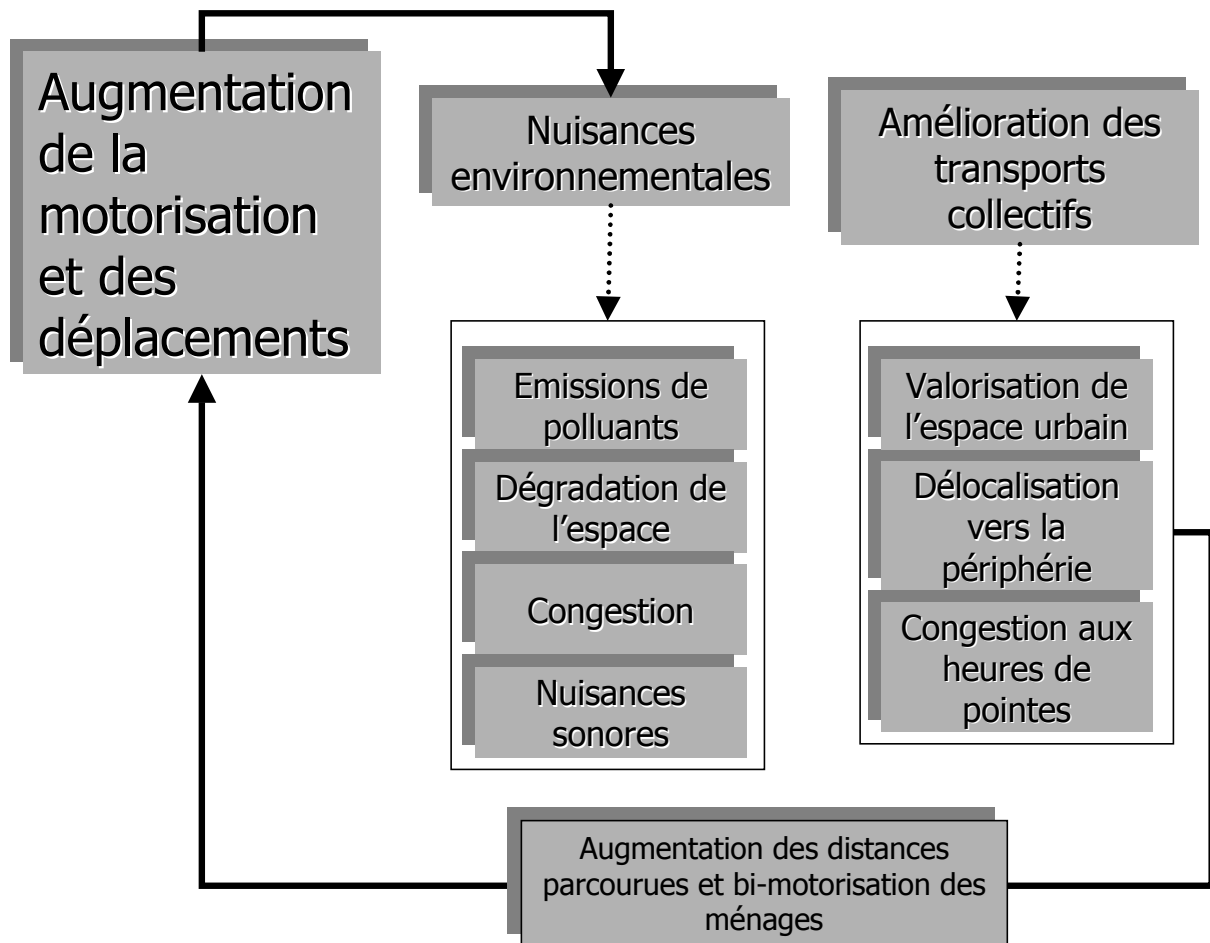 Augmentation
de la
motorisation
et des
déplacements
Nuisances
environnementales
Amélioration des
transports
collectifs
Emissions de
polluants
Dégradation de
l’espace
Congestion
Nuisances
sonores
Valorisation de
l’espace urbain
Délocalisation
vers la
périphérie
Congestion aux
heures de
pointes
Augmentation des distances
parcourues et bi-motorisation des
ménages